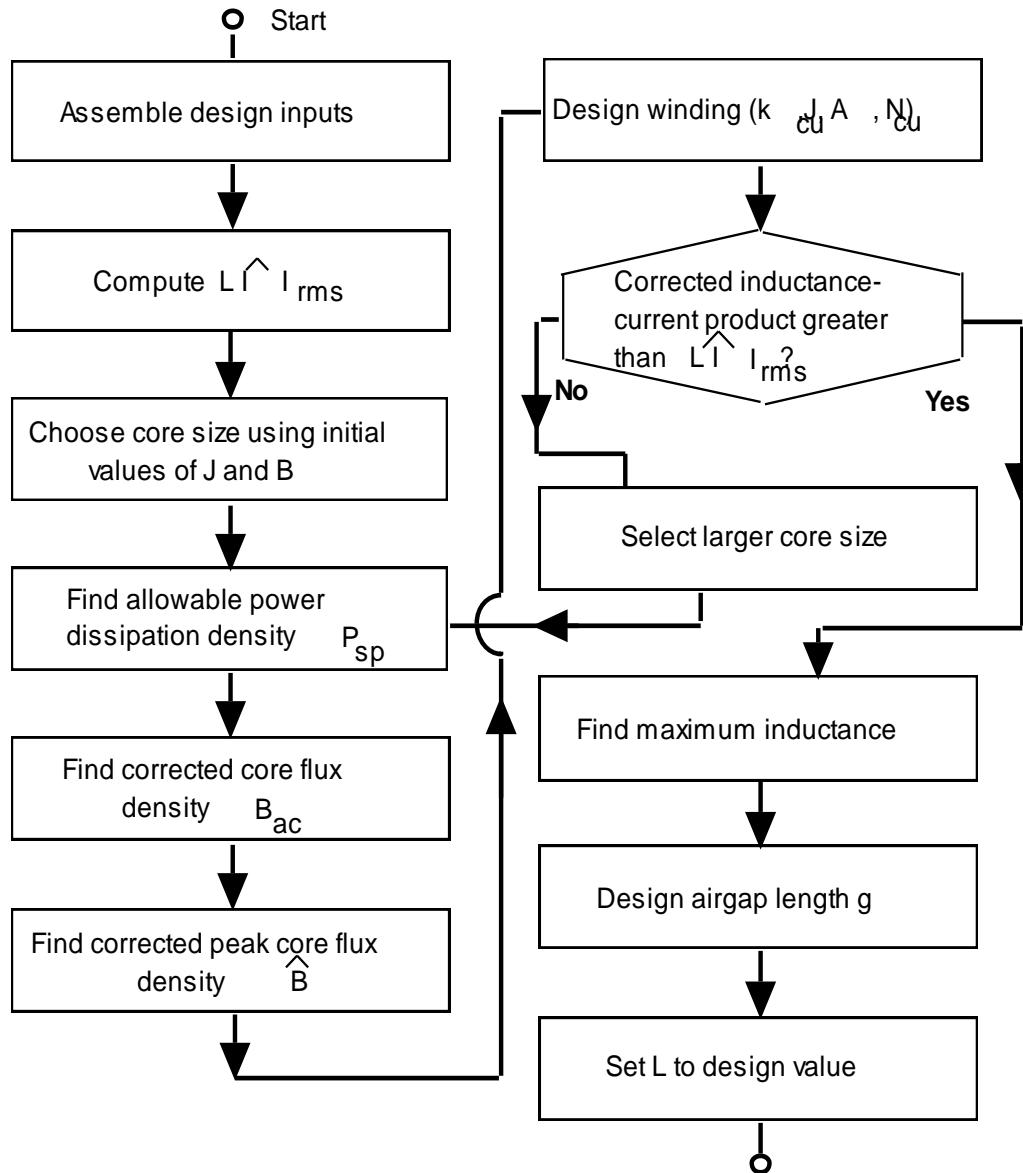 Start
Assemble design inputs
Compute L Î I rms
Choose core size using initial
values of J and B
Find allowable power
dissipation density P sp
Find corrected core flux
density B ac
Find corrected peak core flux
density B̂
Design winding (k cu, J, A cu, N)
Corrected inductance-
current product greater
than L Î I rms?
No
Yes
Select larger core size
Find maximum inductance
Design airgap length g
Set L to design value